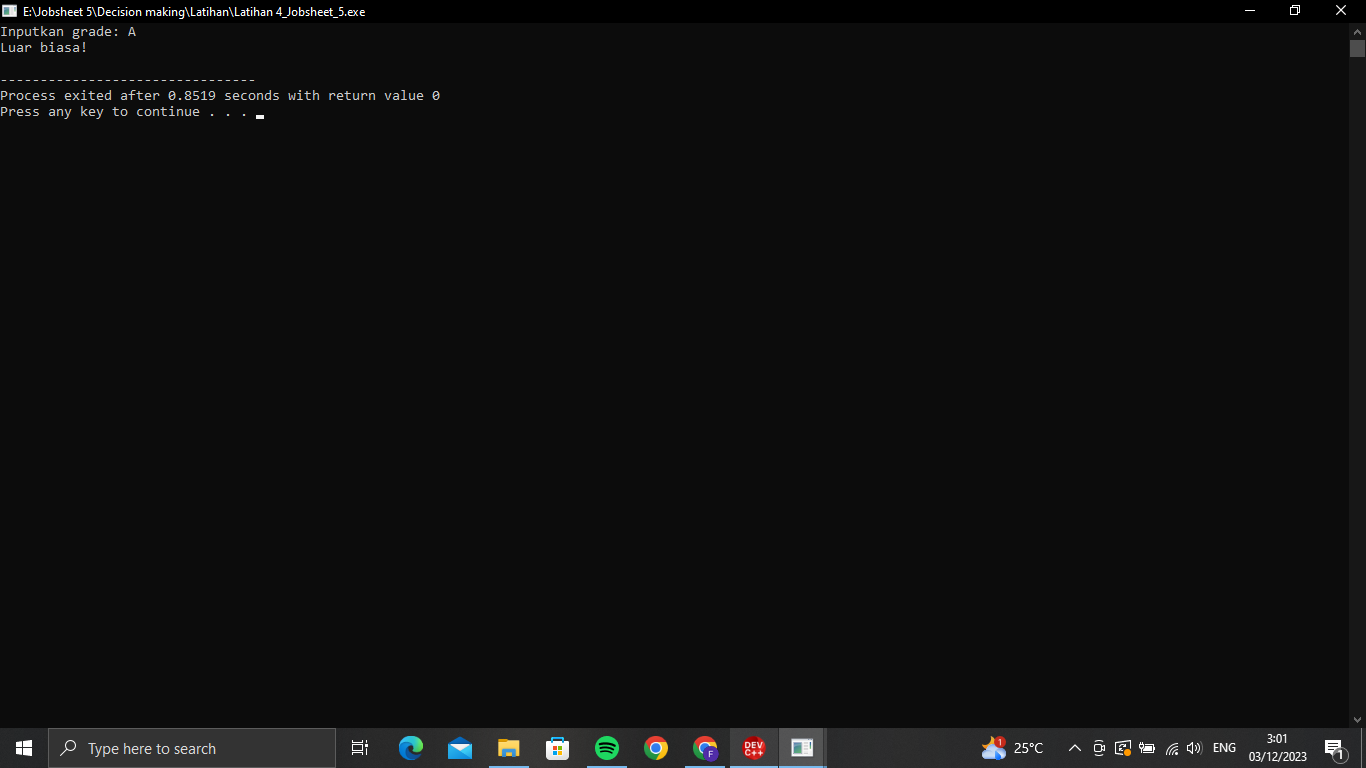 E:\Jobsheet 5\Decision making\Latihan\Latihan 4_Jobsheet_5.exe
Inputkan grade: A
Luar biasa!
--------------------------------
Process exited after 0.8519 seconds with return value 0
Press any key to continue . . .
Type here to search
DEV
C++
F
1
25°C
ENG
3:01
03/12/2023
1